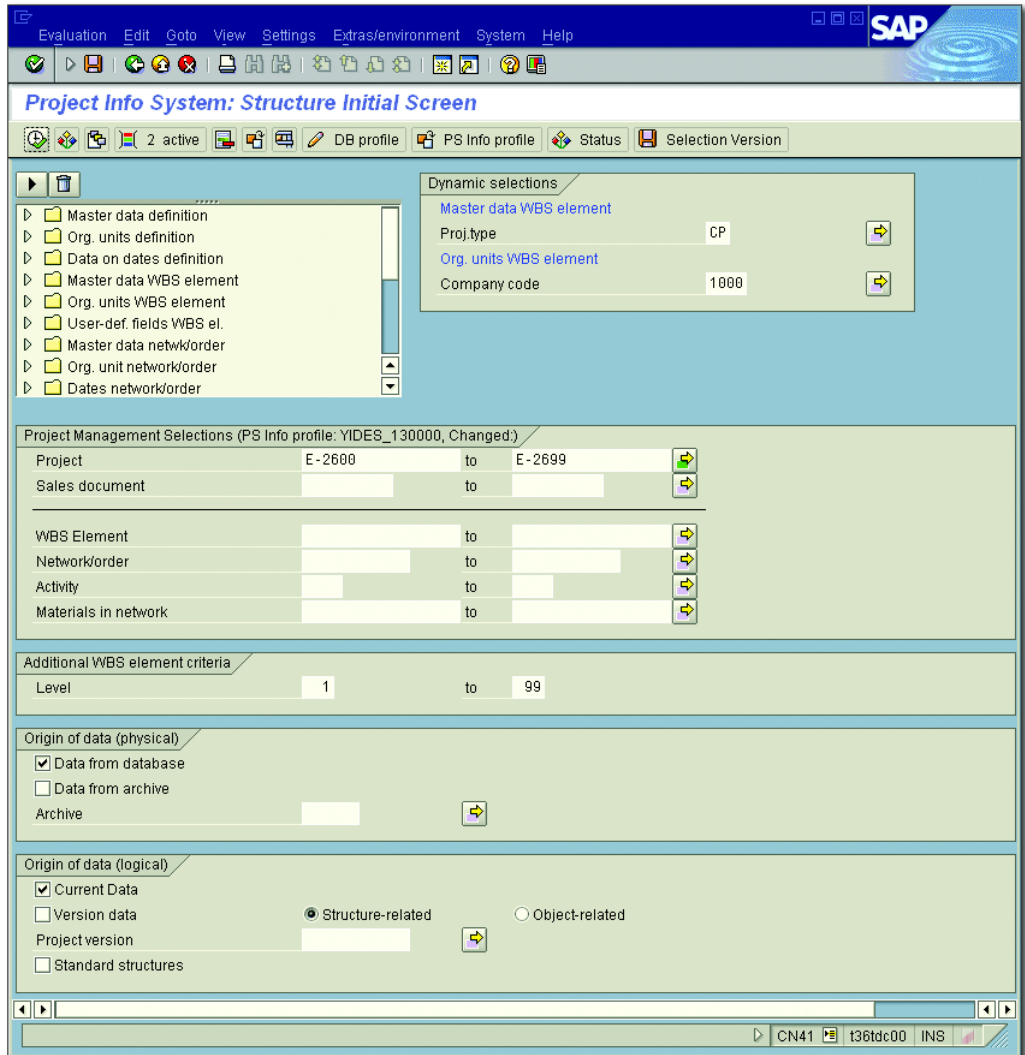 Evaluation Edit Goto View Settings Extras/environment System Help
SAP
Project Info System: Structure Initial Screen
2 active DB profile PS Info profile Status Selection Version
Dynamic selections
Master data WBS element
Proj.type CP
Org. units WBS element
Company code 1000
Master data definition
Org. units definition
Data on dates definition
Master data WBS element
Org. units WBS element
User-def. fields WBS el.
Master data netwk/order
Org. unit network/order
Dates network/order
Project Management Selections (PS Info profile: YIDES_130000, Changed:)
Project E-2600 to E-2699
Sales document to
WBS Element to
Network/order to
Activity to
Materials in network to
Additional WBS element criteria
Level 1 to 99
Origin of data (physical)
Data from database
Data from archive
Archive
Origin of data (logical)
Current Data
Version data Structure-related Object-related
Project version
Standard structures
CN41 t36tdc00 INS